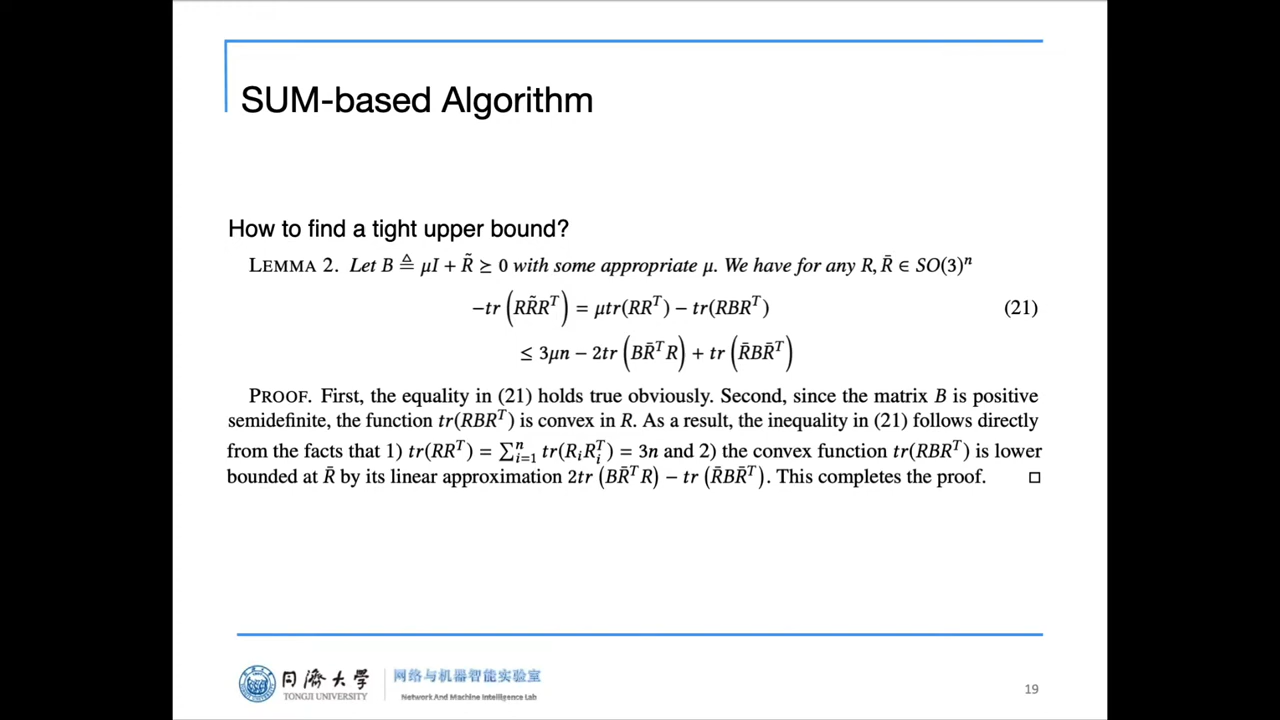 SUM-based Algorithm
How to find a tight upper bound?
LEMMA 2. Let B ≜ μI + R̃ ⪰ 0 with some appropriate μ. We have for any R, R̄ ∈ SO(3)ⁿ
−tr (RR̃Rᵀ) = μtr(RRᵀ) − tr(RBRᵀ) (21)
≤ 3μn − 2tr (BR̄ᵀR) + tr (R̄BR̄ᵀ)
PROOF. First, the equality in (21) holds true obviously. Second, since the matrix B is positive
semidefinite, the function tr(RBRᵀ) is convex in R. As a result, the inequality in (21) follows directly
from the facts that 1) tr(RRᵀ) = ∑ⁿᵢ₌₁ tr(RᵢRᵢᵀ) = 3n and 2) the convex function tr(RBRᵀ) is lower
bounded at R̄ by its linear approximation 2tr (BR̄ᵀR) − tr (R̄BR̄ᵀ). This completes the proof. □
同濟大学
TONGJI UNIVERSITY
网络与机器智能实验室
Network And Machine Intelligence Lab
19